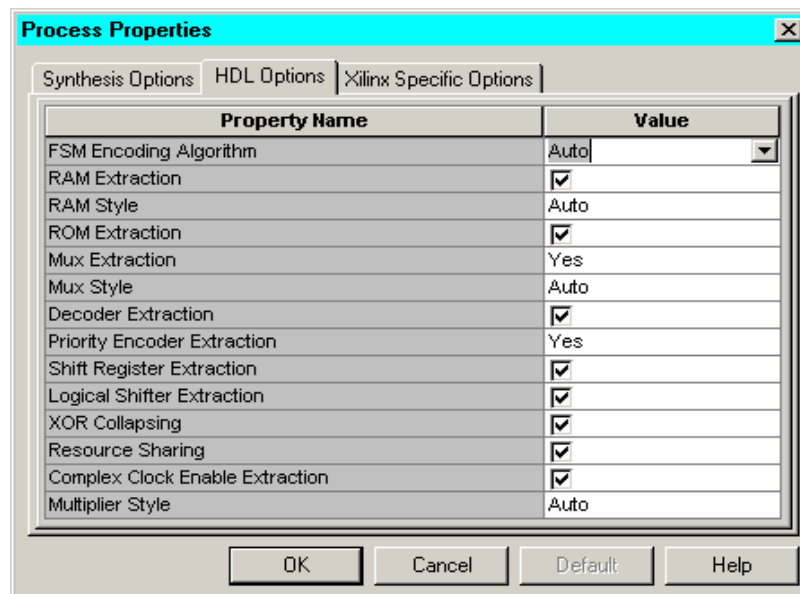 Process Properties
Synthesis Options HDL Options Xilinx Specific Options
Property Name Value
FSM Encoding Algorithm Auto
RAM Extraction
RAM Style Auto
ROM Extraction
Mux Extraction Yes
Mux Style Auto
Decoder Extraction
Priority Encoder Extraction Yes
Shift Register Extraction
Logical Shifter Extraction
XOR Collapsing
Resource Sharing
Complex Clock Enable Extraction
Multiplier Style Auto
OK Cancel Default Help